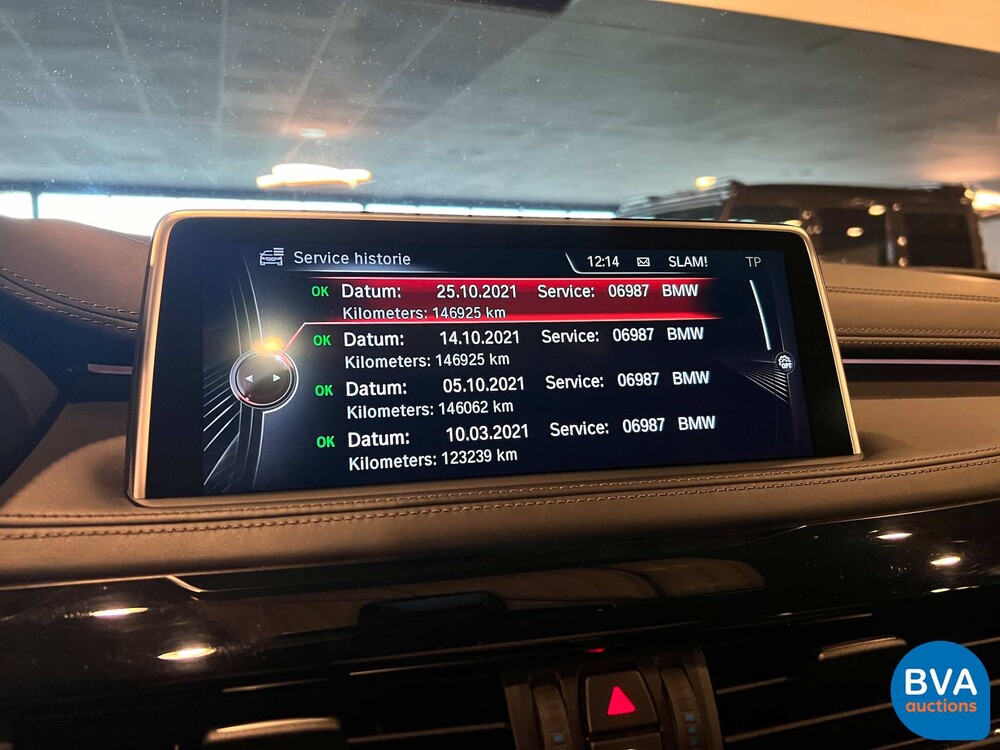 Service historie 12:14 SLAM! TP
OK Datum: 25.10.2021 Service: 06987 BMW
Kilometers: 146925 km
OK Datum: 14.10.2021 Service: 06987 BMW
Kilometers: 146925 km
OK Datum: 05.10.2021 Service: 06987 BMW
Kilometers: 146062 km
OK Datum: 10.03.2021 Service: 06987 BMW
Kilometers: 123239 km
BVA
auctions